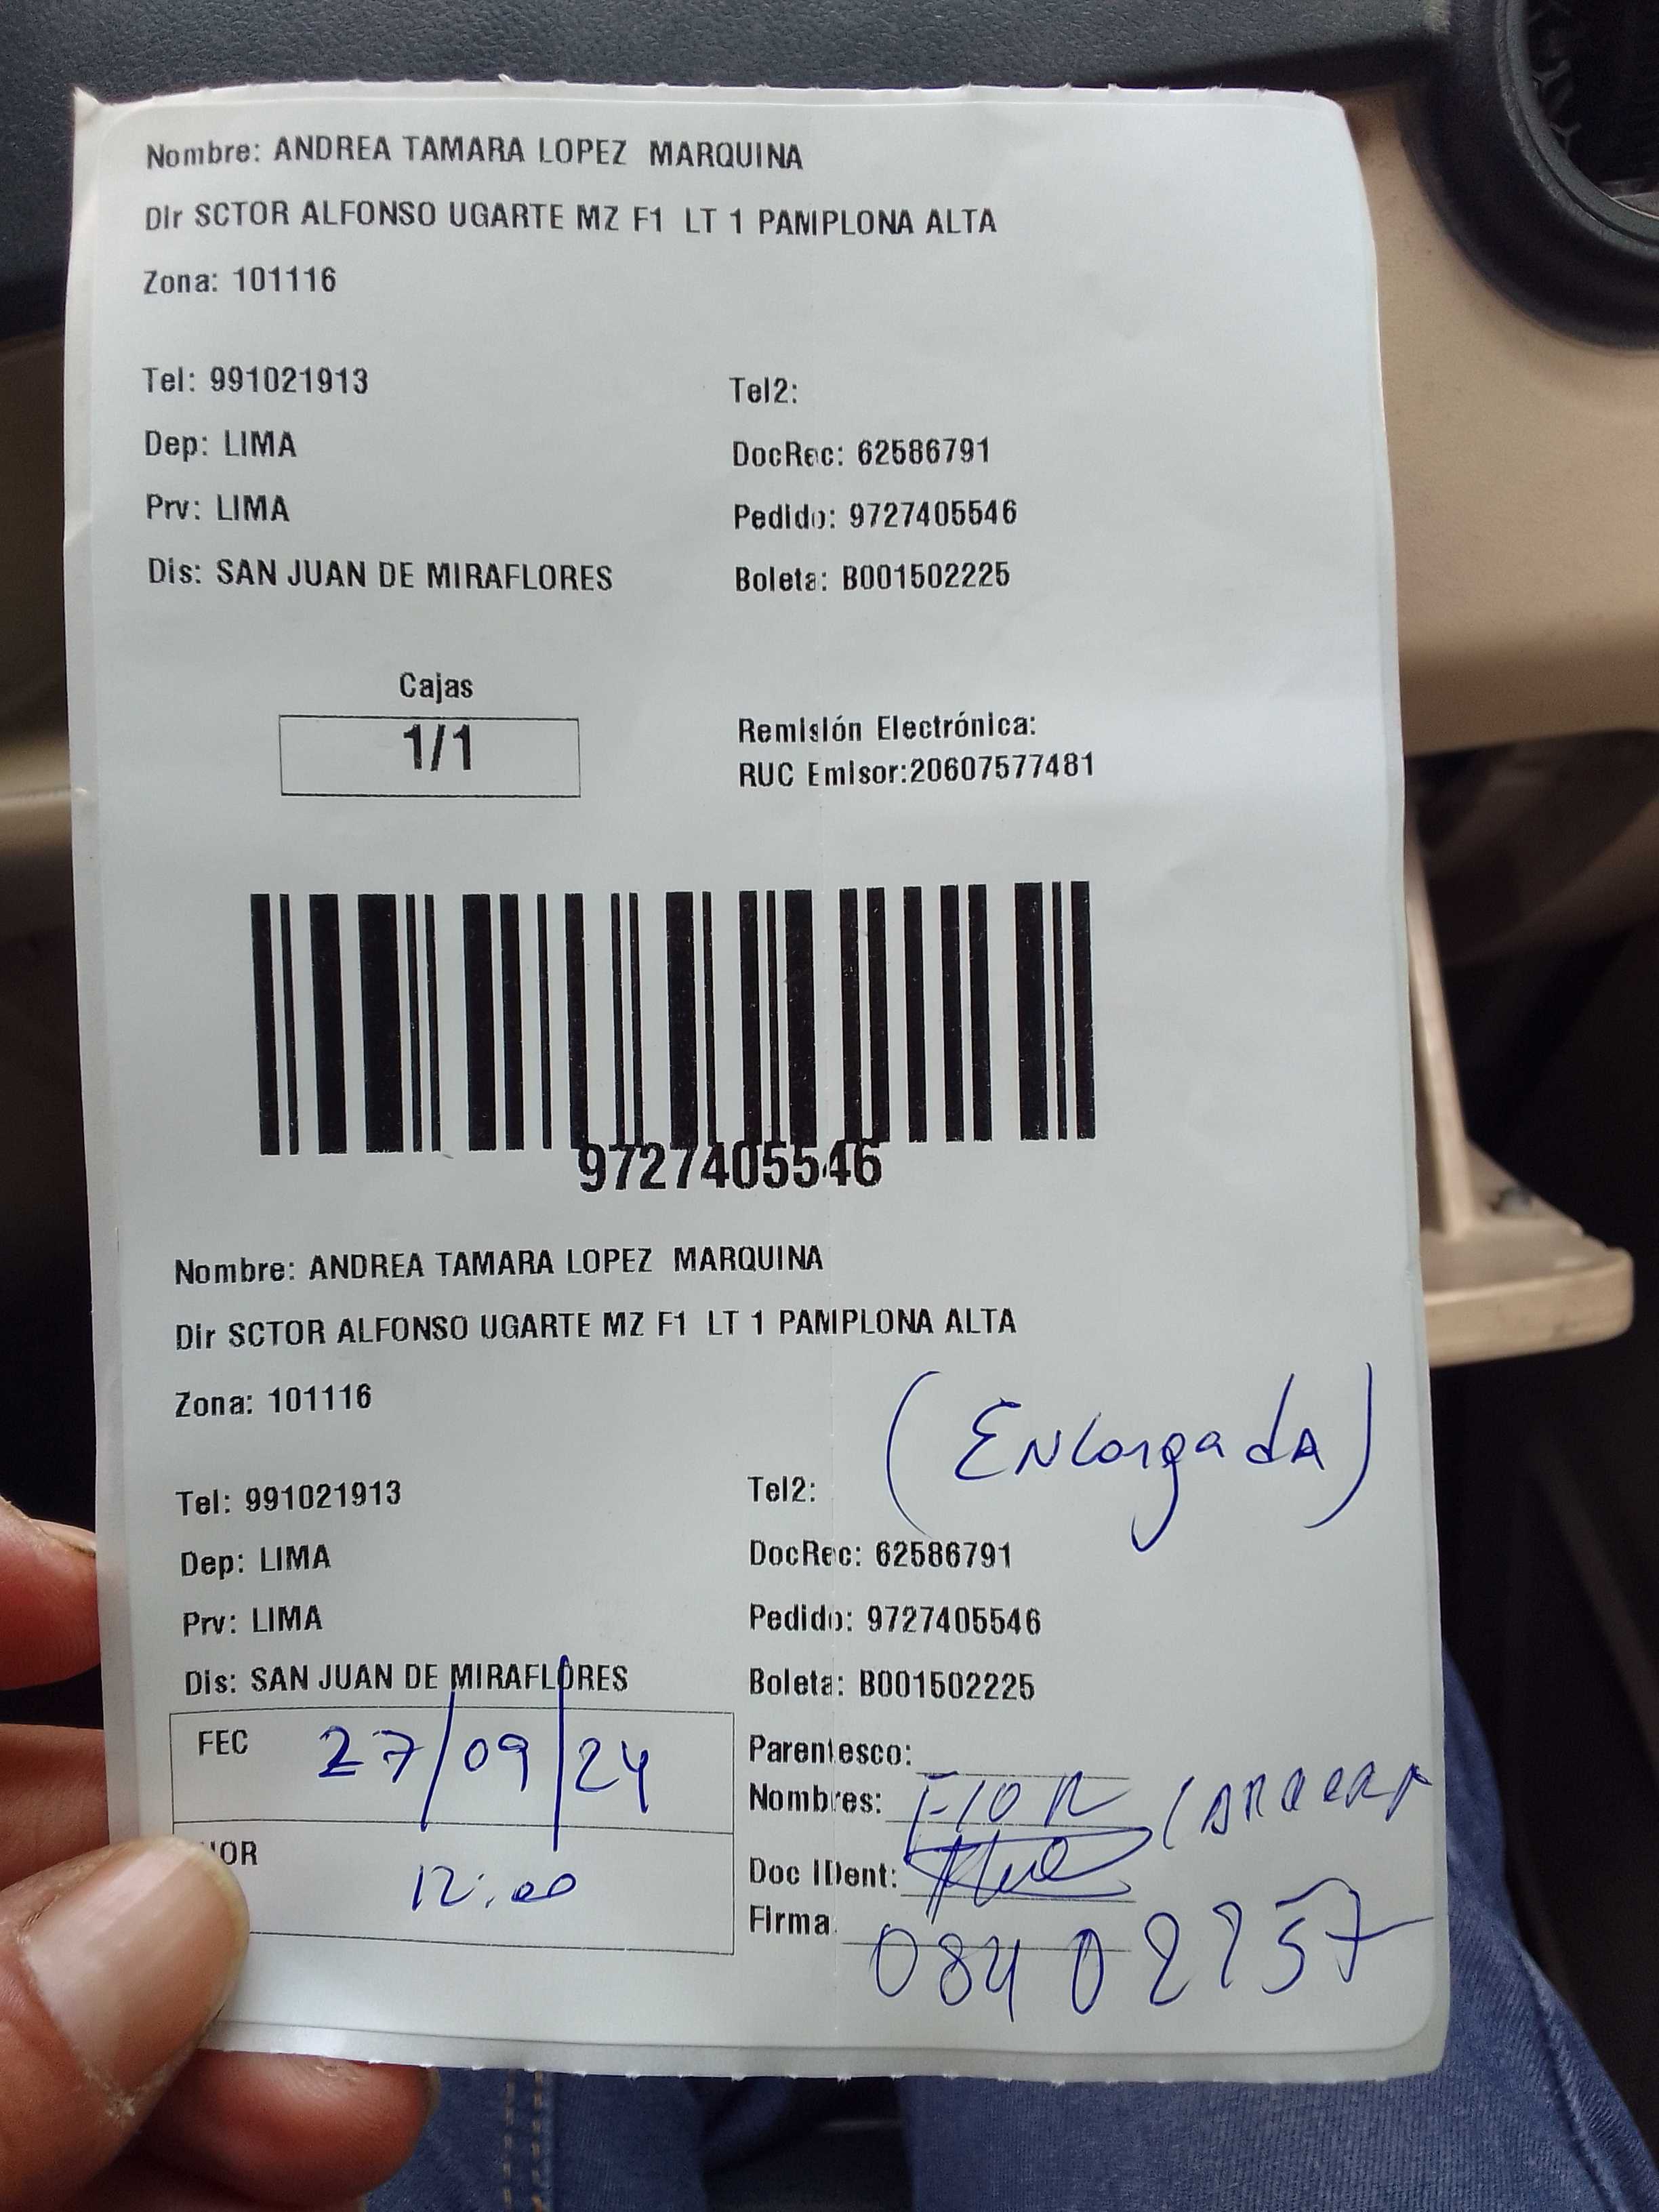 Nombre: ANDREA TAMARA LOPEZ MARQUINA
Dir SCTOR ALFONSO UGARTE MZ F1 LT 1 PAMPLONA ALTA
Zona: 101116
Tel: 991021913 Tel2:
Dep: LIMA DocRec: 62586791
Prv: LIMA Pedido: 9727405546
Dis: SAN JUAN DE MIRAFLORES Boleta: B001502225
Cajas
1/1
Remisión Electrónica:
RUC Emisor:20607577481
9727405546
Nombre: ANDREA TAMARA LOPEZ MARQUINA
Dir SCTOR ALFONSO UGARTE MZ F1 LT 1 PAMPLONA ALTA
Zona: 101116
(Encargada)
Tel: 991021913 Tel2:
Dep: LIMA DocRec: 62586791
Prv: LIMA Pedido: 9727405546
Dis: SAN JUAN DE MIRAFLORES Boleta: B001502225
FEC 27/09/24 Parentesco:
Nombres: Flor
HOR 12:00 Doc IDent:
Firma: